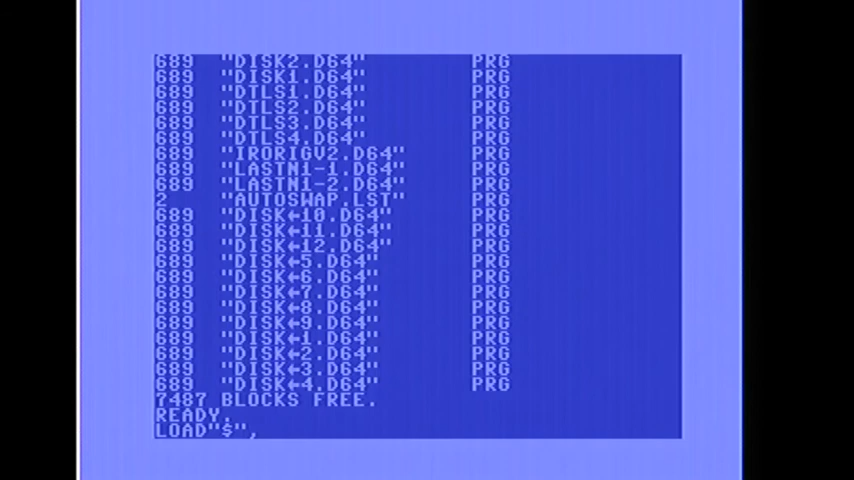 689 "DISK2.D64" PRG
689 "DISK1.D64" PRG
689 "DTLS1.D64" PRG
689 "DTLS2.D64" PRG
689 "DTLS3.D64" PRG
689 "DTLS4.D64" PRG
689 "IRORIGV2.D64" PRG
689 "LASTN1-1.D64" PRG
689 "LASTN1-2.D64" PRG
2 "AUTOSWAP.LST" PRG
689 "DISK←10.D64" PRG
689 "DISK←11.D64" PRG
689 "DISK←12.D64" PRG
689 "DISK←5.D64" PRG
689 "DISK←6.D64" PRG
689 "DISK←7.D64" PRG
689 "DISK←8.D64" PRG
689 "DISK←9.D64" PRG
689 "DISK←1.D64" PRG
689 "DISK←2.D64" PRG
689 "DISK←3.D64" PRG
689 "DISK←4.D64" PRG
7487 BLOCKS FREE.
READY.
LOAD"$",